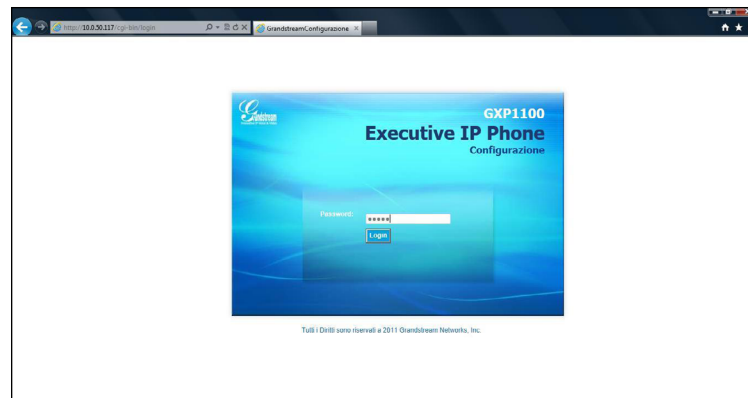 http://10.0.50.117/cgi-bin/login
GrandstreamConfigurazione
Grandstream
GXP1100
Executive IP Phone
Configurazione
Password:
Login
Tutti i Diritti sono riservati a 2011 Grandstream Networks, Inc.